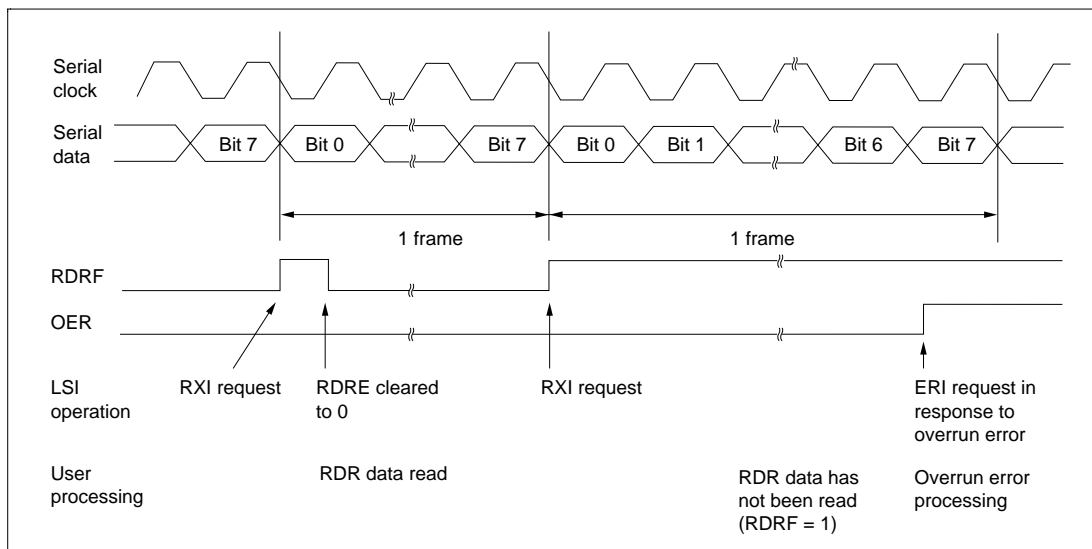 Serial
clock
Serial
data
Bit 7
Bit 0
Bit 7
Bit 0
Bit 1
Bit 6
Bit 7
1 frame
1 frame
RDRF
OER
LSI
operation
RXI request
RDRE cleared
to 0
RXI request
ERI request in
response to
overrun error
User
processing
RDR data read
RDR data has
not been read
(RDRF = 1)
Overrun error
processing